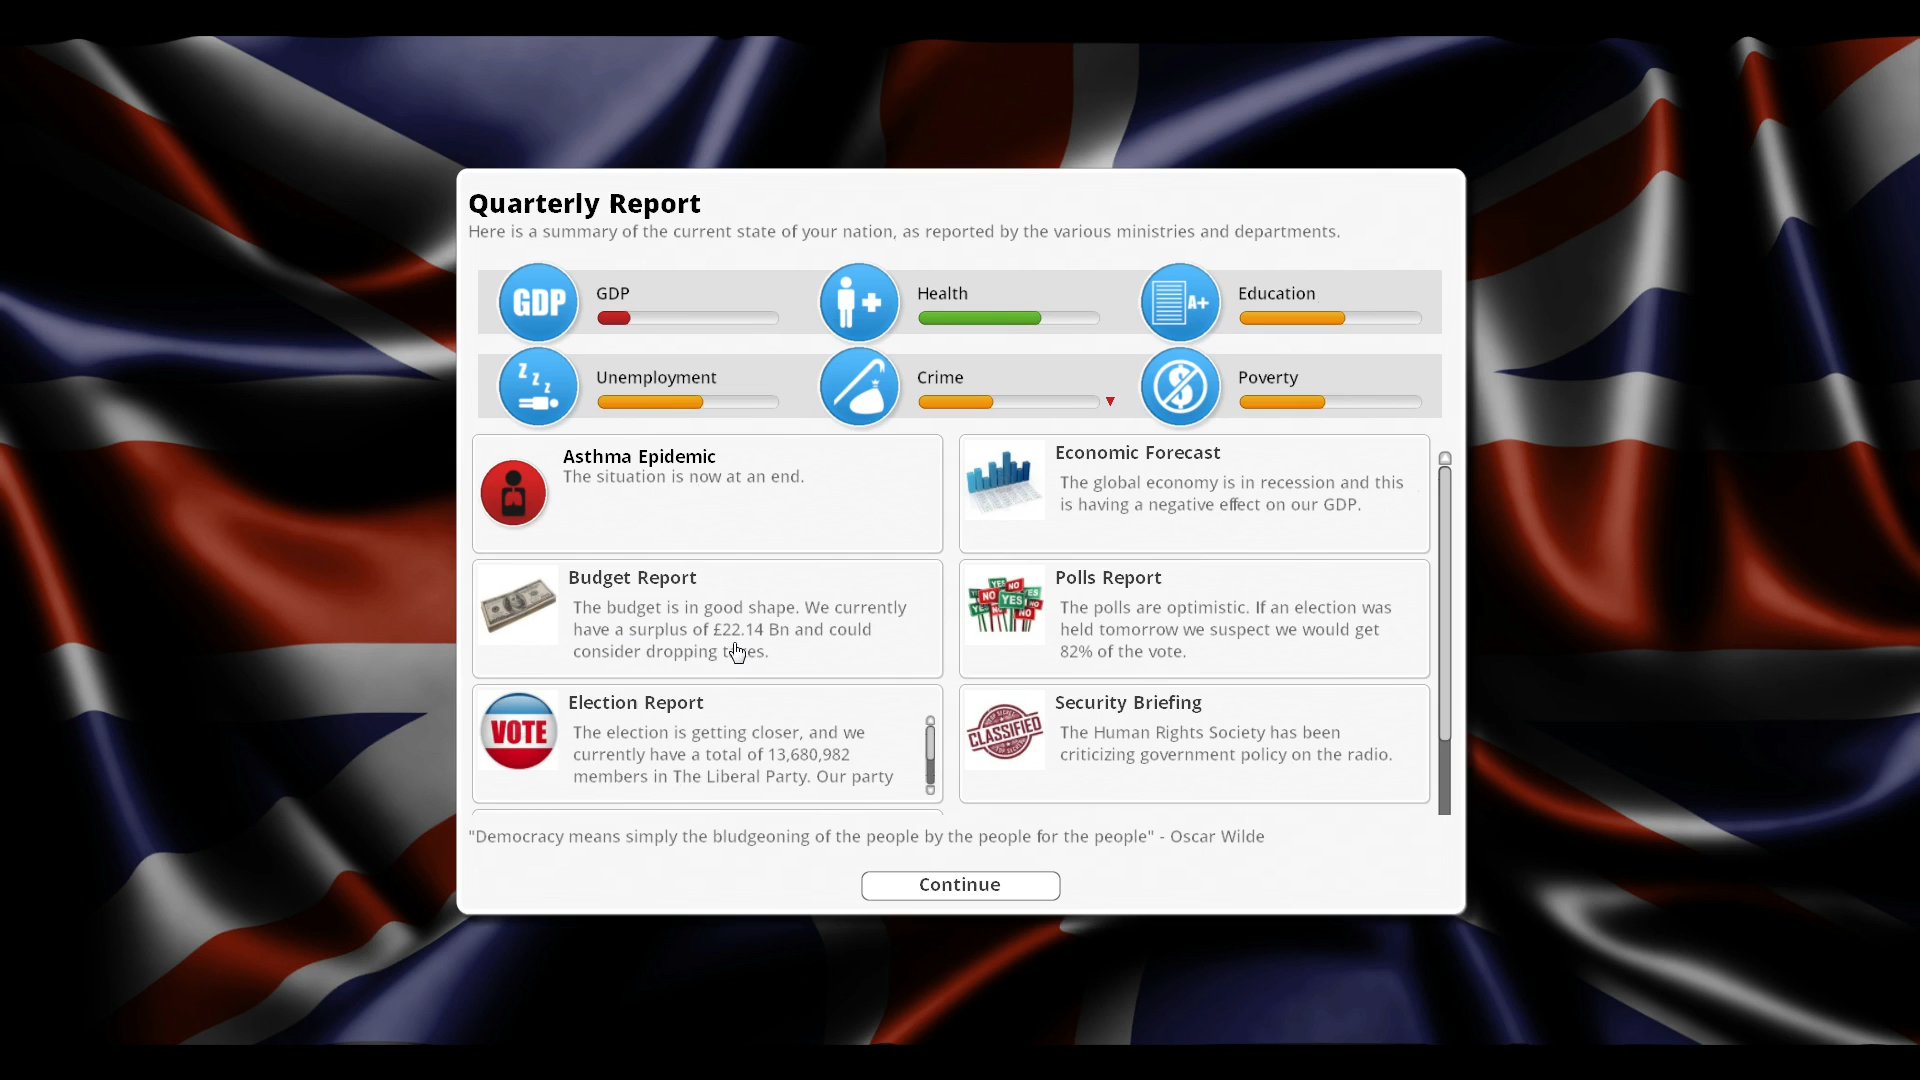 Quarterly Report
Here is a summary of the current state of your nation, as reported by the various ministries and departments.
GDP
GDP
Health
A+
Education
Z Z Z
Unemployment
Crime
$
Poverty
Asthma Epidemic
The situation is now at an end.
Economic Forecast
The global economy is in recession and this
is having a negative effect on our GDP.
Budget Report
The budget is in good shape. We currently
have a surplus of £22.14 Bn and could
consider dropping
Polls Report
The polls are optimistic. If an election was
held tomorrow we suspect we would get
82% of the vote.
YES NO YES NO
VOTE
Election Report
The election is getting closer, and we
currently have a total of 13,680,982
members in The Liberal Party. Our party
CLASSIFIED
Security Briefing
The Human Rights Society has been
criticizing government policy on the radio.
"Democracy means simply the bludgeoning of the people by the people for the people" - Oscar Wilde
Continue